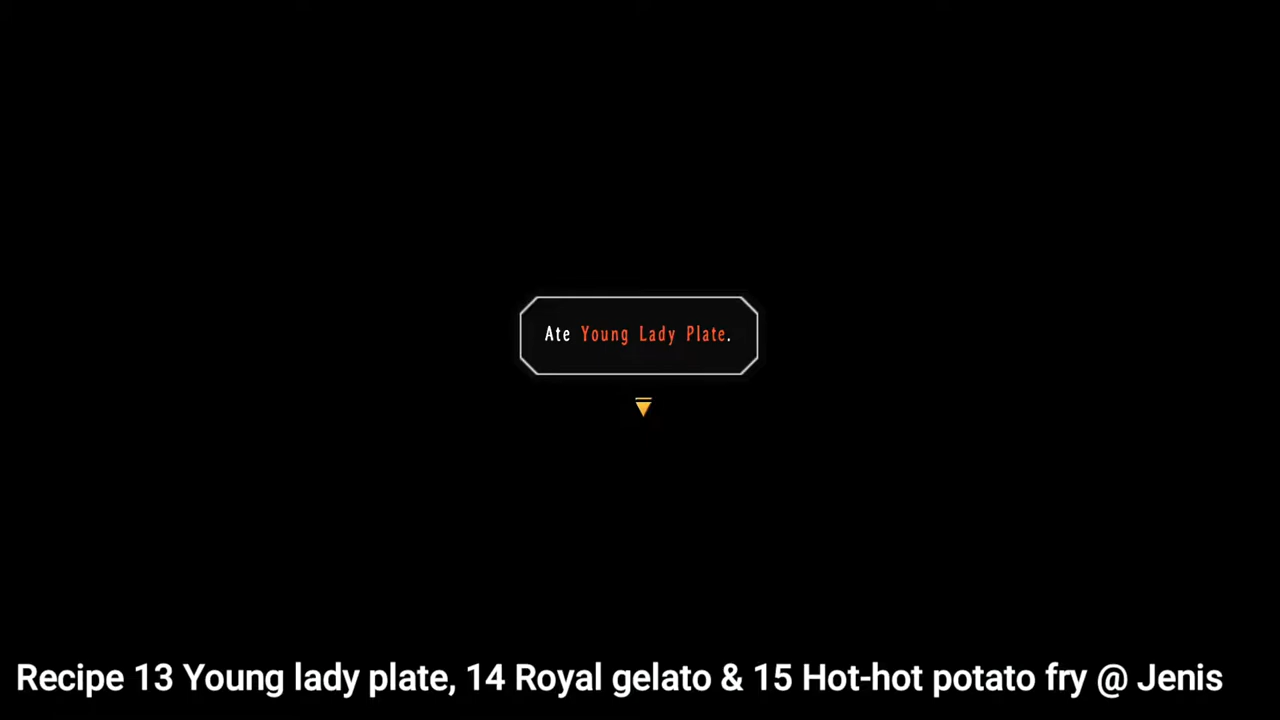 Ate Young Lady Plate.
Recipe 13 Young lady plate, 14 Royal gelato & 15 Hot-hot potato fry @ Jenis